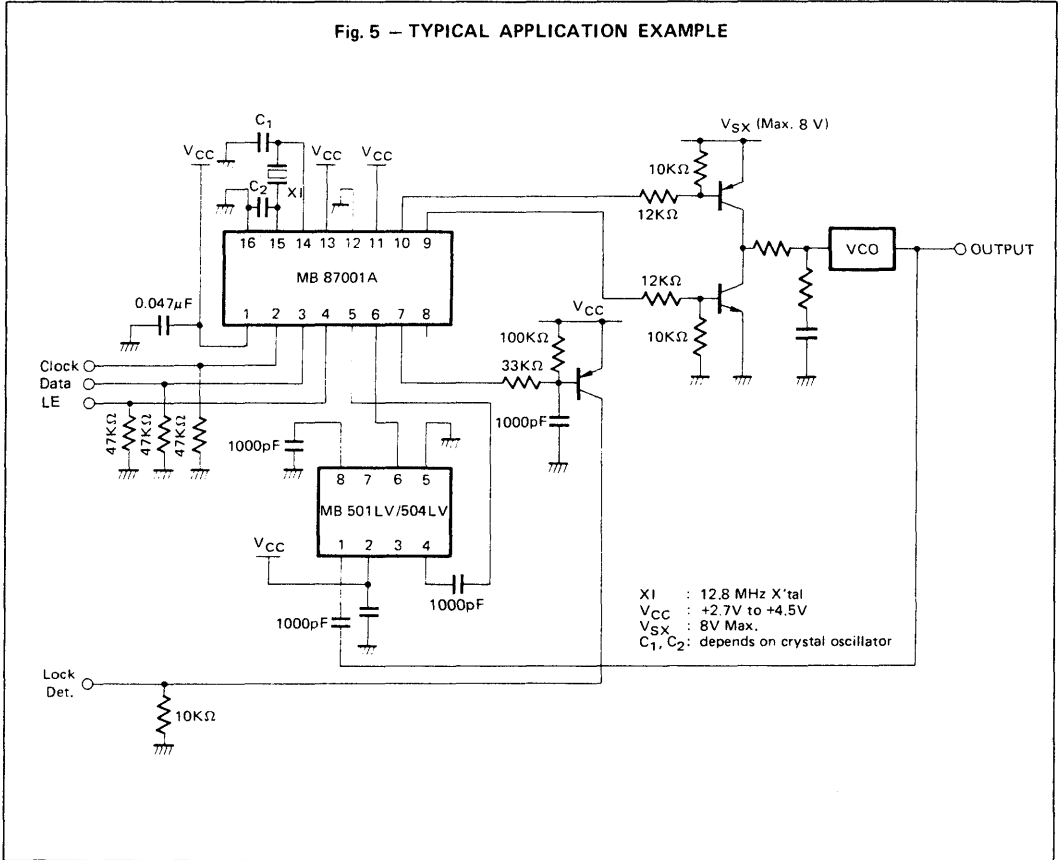 Fig. 5 – TYPICAL APPLICATION EXAMPLE
C1
VCC
VCC
VCC
VSX (Max. 8 V)
C2
XI
10KΩ
12KΩ
16 15 14 13 12 11 10 9
MB 87001A
1 2 3 4 5 6 7 8
VCO
OUTPUT
0.047μF
12KΩ
10KΩ
VCC
100KΩ
33KΩ
1000pF
Clock
Data
LE
47KΩ
47KΩ
47KΩ
1000pF
8 7 6 5
MB 501LV/504LV
1 2 3 4
VCC
1000pF
1000pF
XI : 12.8 MHz X'tal
VCC : +2.7V to +4.5V
VSX : 8V Max.
C1, C2: depends on crystal oscillator
Lock
Det.
10KΩ